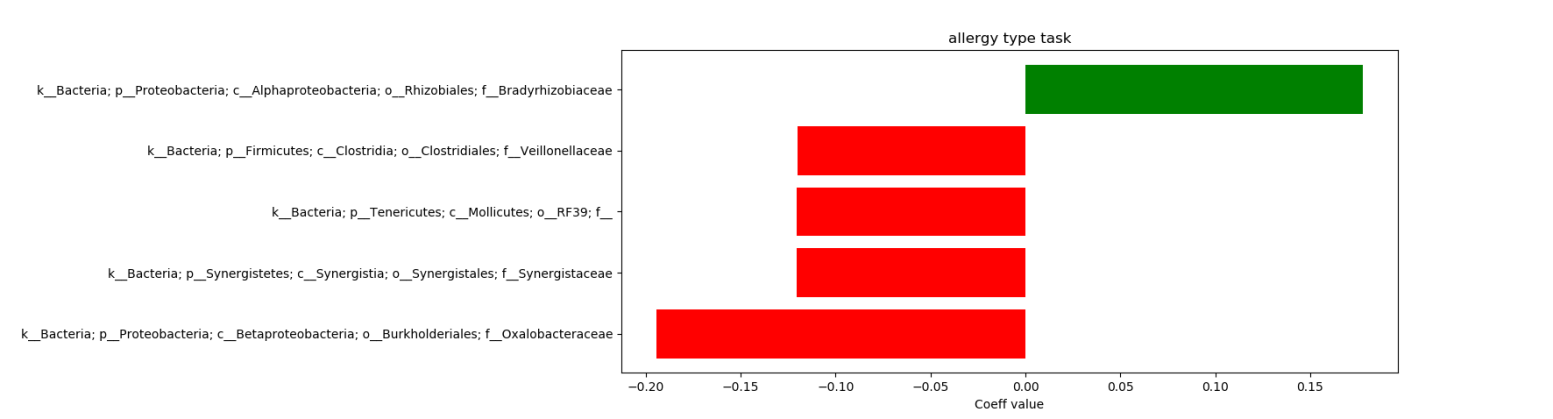 allergy type task
k__Bacteria; p__Proteobacteria; c__Alphaproteobacteria; o__Rhizobiales; f__Bradyrhizobiaceae
k__Bacteria; p__Firmicutes; c__Clostridia; o__Clostridiales; f__Veillonellaceae
k__Bacteria; p__Tenericutes; c__Mollicutes; o__RF39; f__
k__Bacteria; p__Synergistetes; c__Synergistia; o__Synergistales; f__Synergistaceae
k__Bacteria; p__Proteobacteria; c__Betaproteobacteria; o__Burkholderiales; f__Oxalobacteraceae
−0.20 −0.15 −0.10 −0.05 0.00 0.05 0.10 0.15
Coeff value